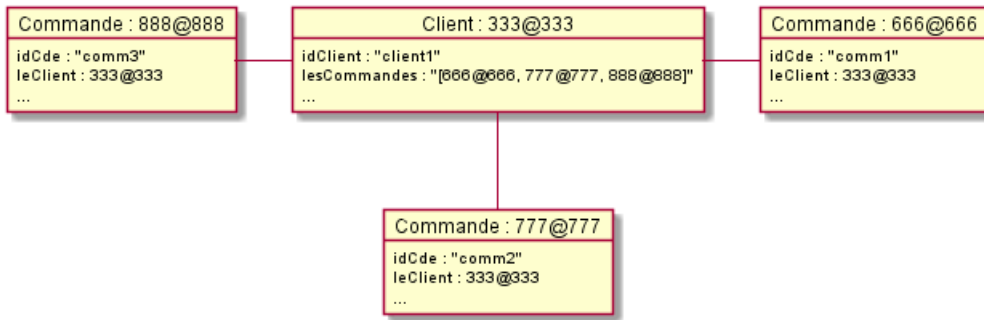 Commande : 888@888
idCde : "comm3"
leClient : 333@333
...
Client : 333@333
idClient : "client1"
lesCommandes : "[666@666, 777@777, 888@888]"
...
Commande : 666@666
idCde : "comm1"
leClient : 333@333
...
Commande : 777@777
idCde : "comm2"
leClient : 333@333
...